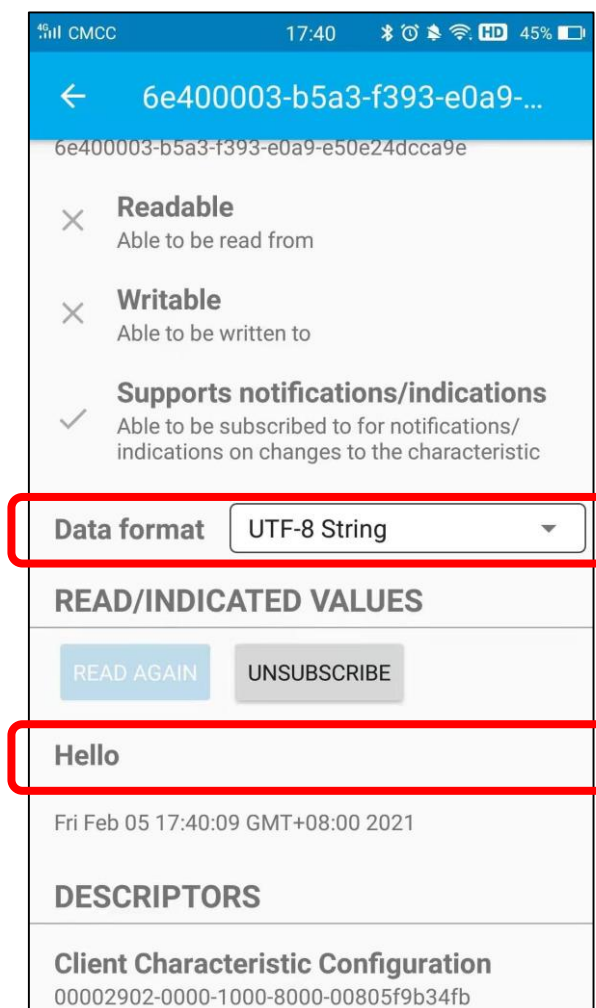 4G CMCC 17:40 HD 45%
6e400003-b5a3-f393-e0a9-...
6e400003-b5a3-f393-e0a9-e50e24dcca9e
Readable
Able to be read from
Writable
Able to be written to
Supports notifications/indications
Able to be subscribed to for notifications/
indications on changes to the characteristic
Data format UTF-8 String
READ/INDICATED VALUES
READ AGAIN UNSUBSCRIBE
Hello
Fri Feb 05 17:40:09 GMT+08:00 2021
DESCRIPTORS
Client Characteristic Configuration
00002902-0000-1000-8000-00805f9b34fb